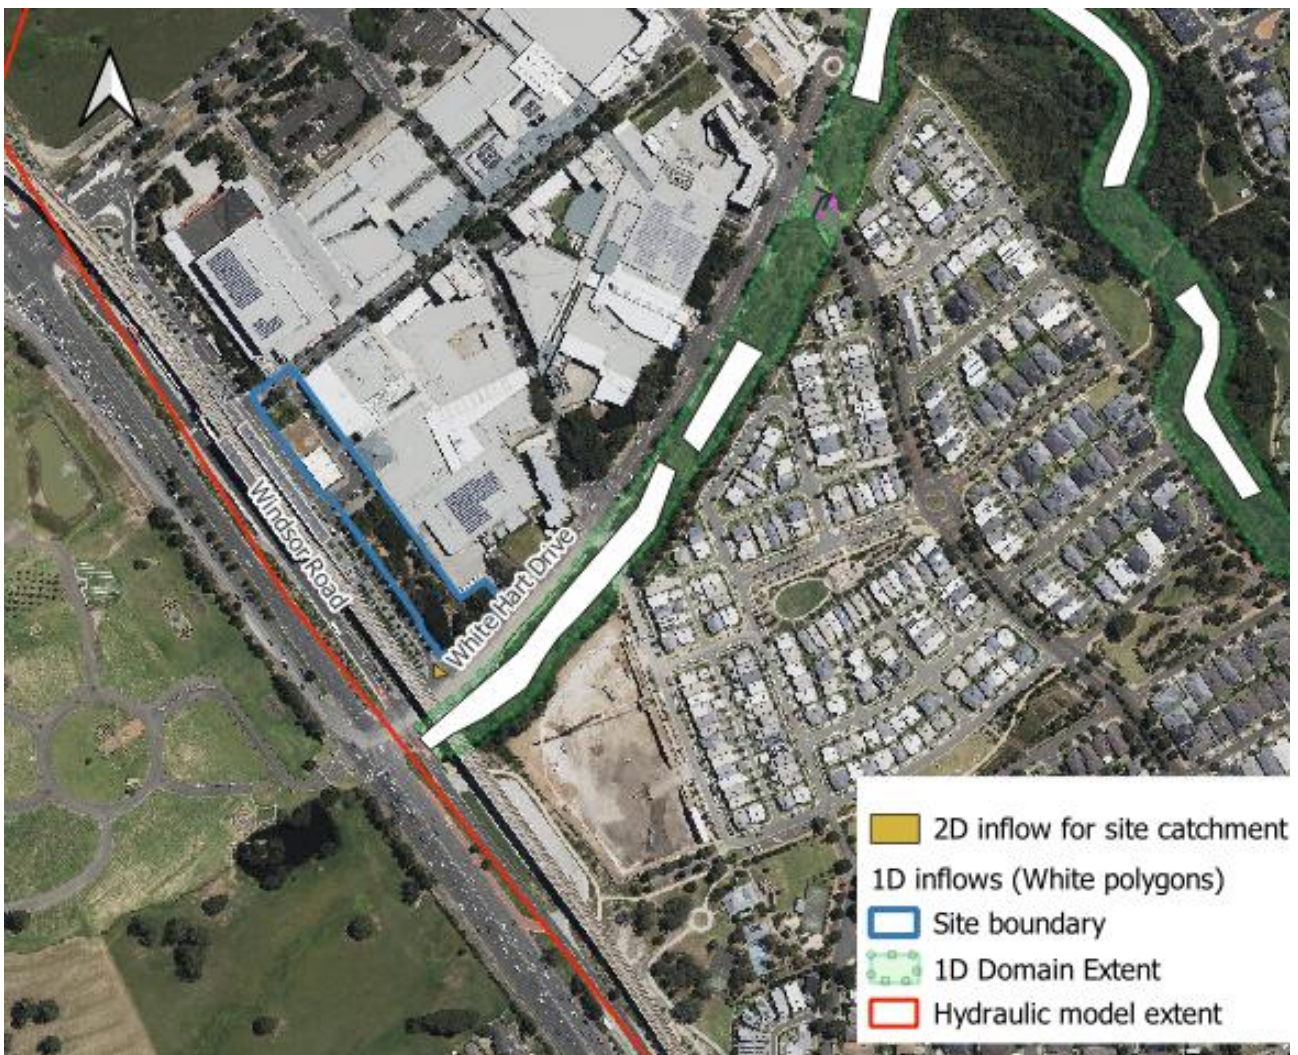 Windsor Road
White Hart Drive
2D inflow for site catchment
1D inflows (White polygons)
Site boundary
1D Domain Extent
Hydraulic model extent